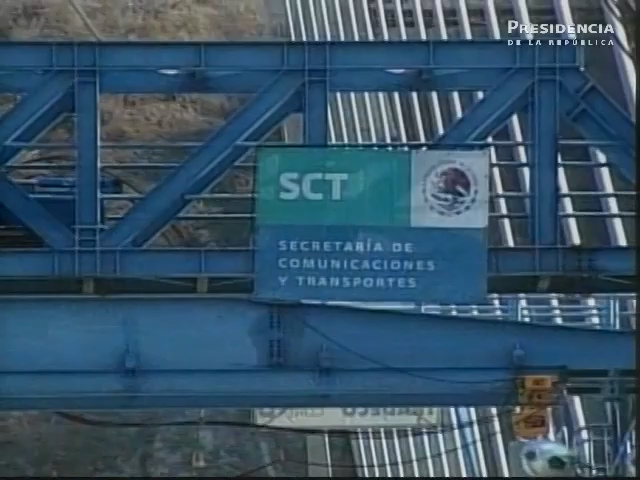 PRESIDENCIA
DE LA REPÚBLICA
SCT
SECRETARÍA DE
COMUNICACIONES
Y TRANSPORTES